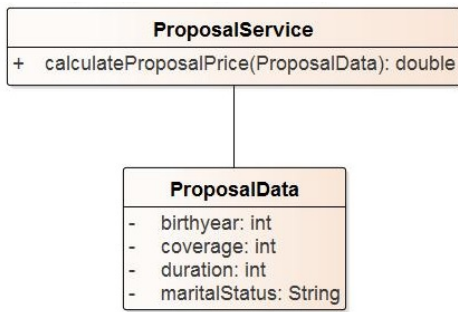 ProposalService
+ calculateProposalPrice(ProposalData): double
ProposalData
- birthyear: int
- coverage: int
- duration: int
- maritalStatus: String